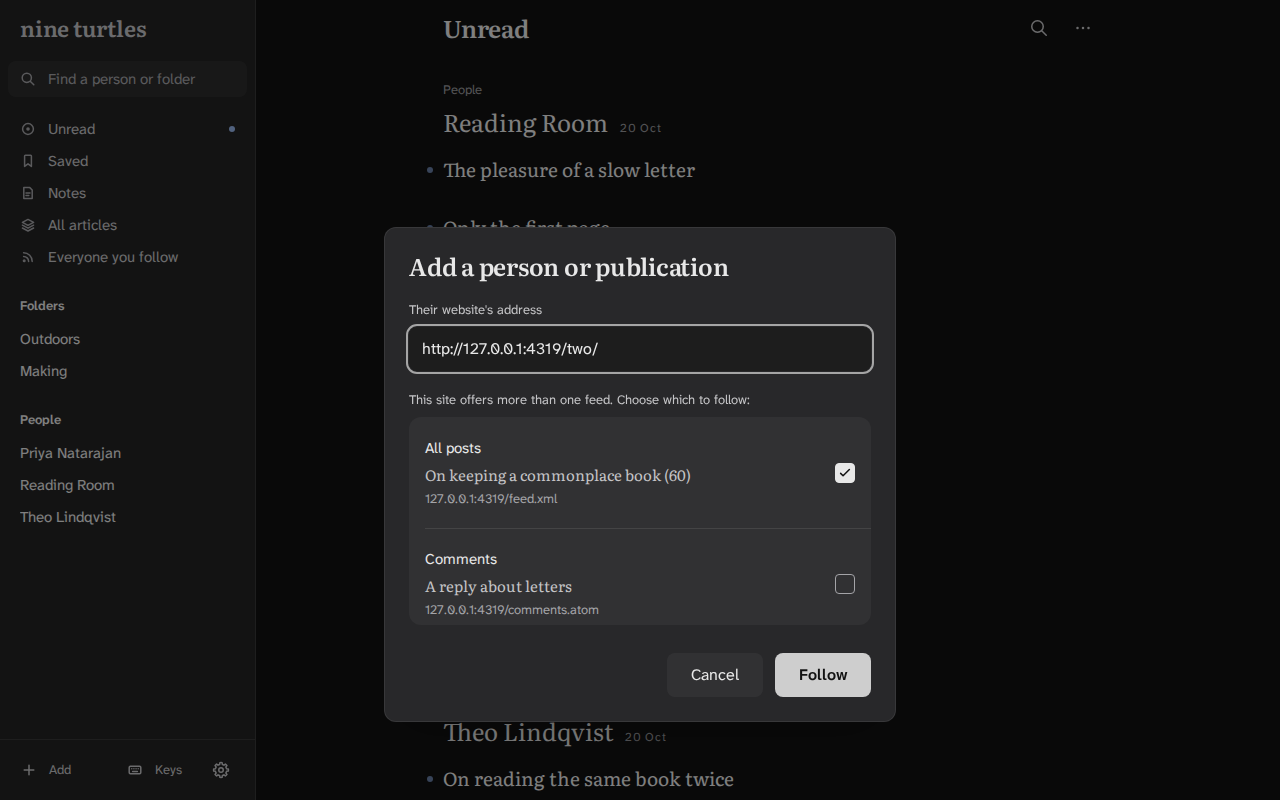 nine turtles
Find a person or folder
Unread
Saved
Notes
All articles
Everyone you follow
Folders
Outdoors
Making
People
Priya Natarajan
Reading Room
Theo Lindqvist
Add
Keys
Unread
People
Reading Room 20 Oct
The pleasure of a slow letter
Only the first page
Add a person or publication
Their website's address
http://127.0.0.1:4319/two/
This site offers more than one feed. Choose which to follow:
All posts
On keeping a commonplace book (60)
127.0.0.1:4319/feed.xml
Comments
A reply about letters
127.0.0.1:4319/comments.atom
Cancel
Follow
Theo Lindqvist 20 Oct
On reading the same book twice